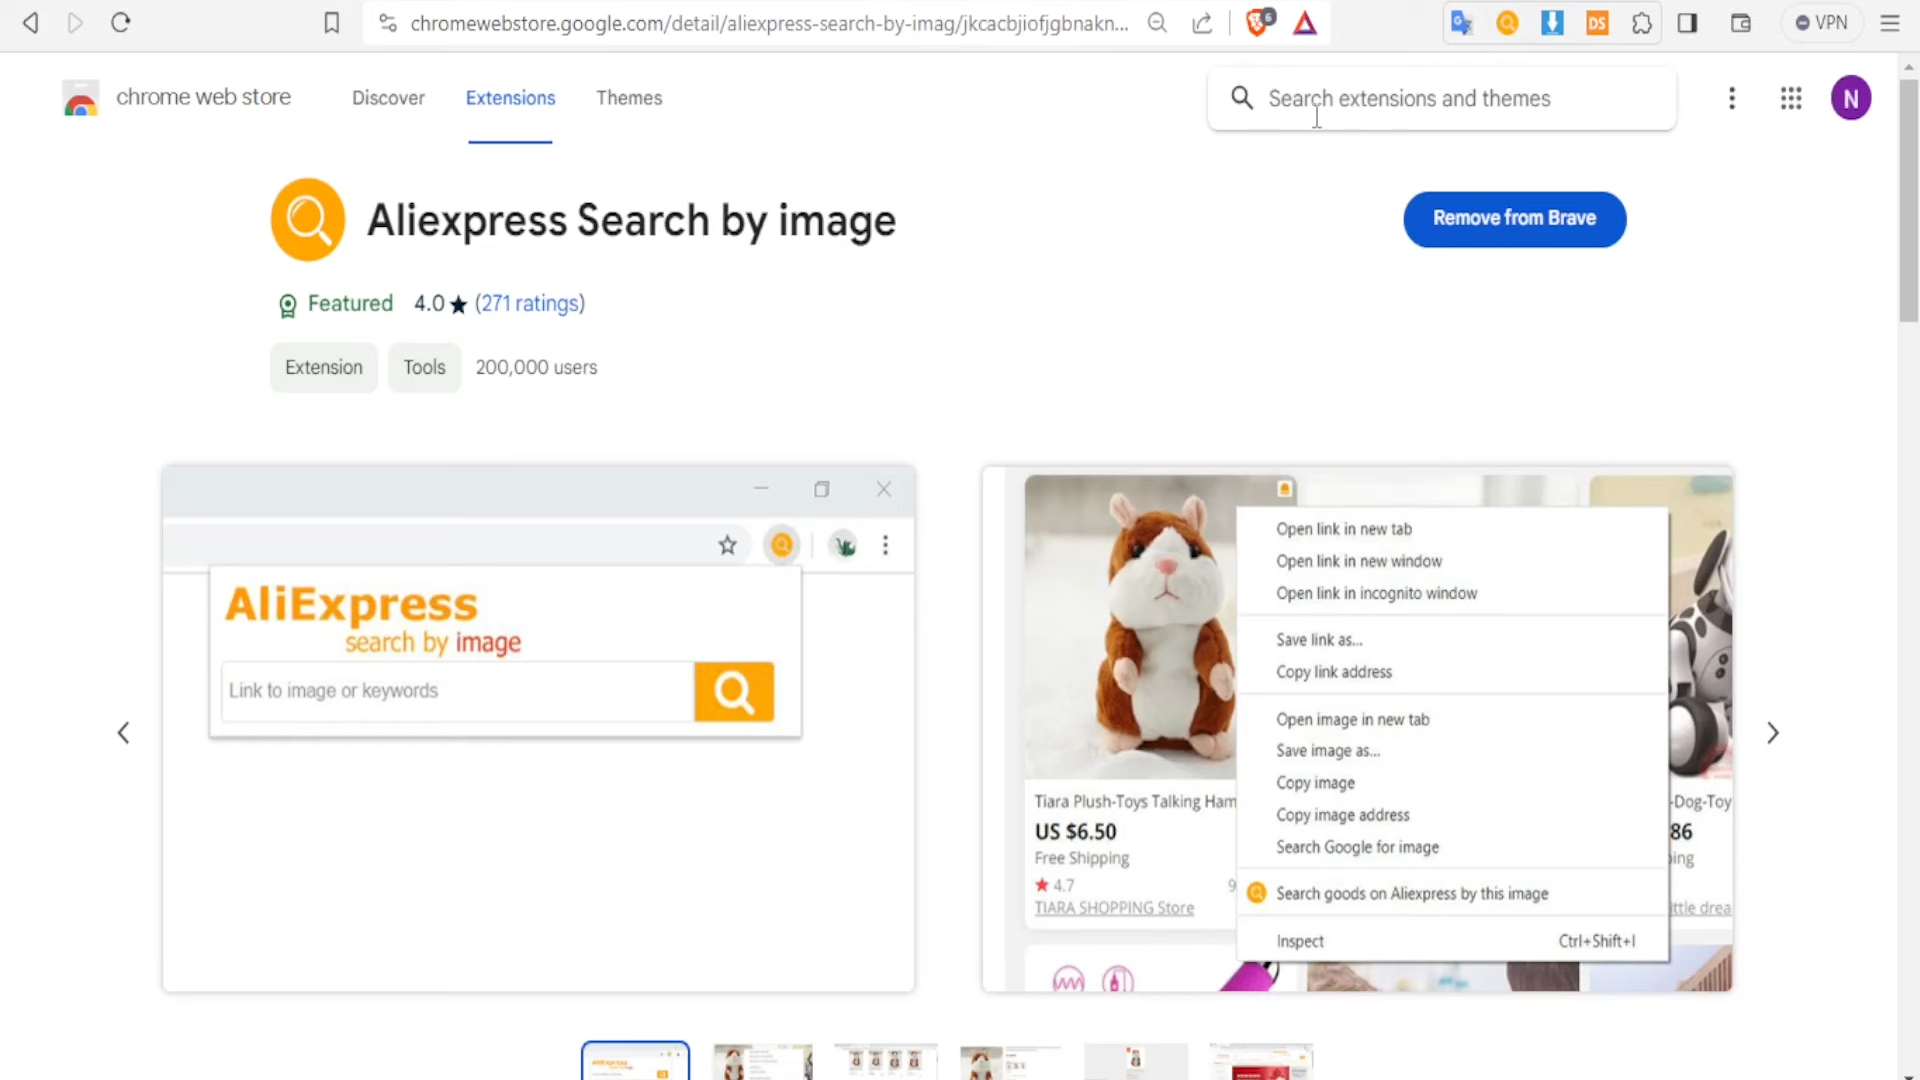 chromewebstore.google.com/detail/aliexpress-search-by-imag/jkcacbjiofjgbnakn...
6
DS
VPN
chrome web store
Discover
Extensions
Themes
Search extensions and themes
N
Aliexpress Search by image
Remove from Brave
Featured 4.0★ (271 ratings)
Extension Tools 200,000 users
AliExpress
search by image
Link to image or keywords
Open link in new tab
Open link in new window
Open link in incognito window
Save link as...
Copy link address
Open image in new tab
Save image as...
Copy image
Copy image address
Search Google for image
Search goods on Aliexpress by this image
Inspect Ctrl+Shift+I
Tiara Plush-Toys Talking Ham
US $6.50
Free Shipping
★ 4.7 9
TIARA SHOPPING Store
-Dog-Toy
86
ing
ttle drea